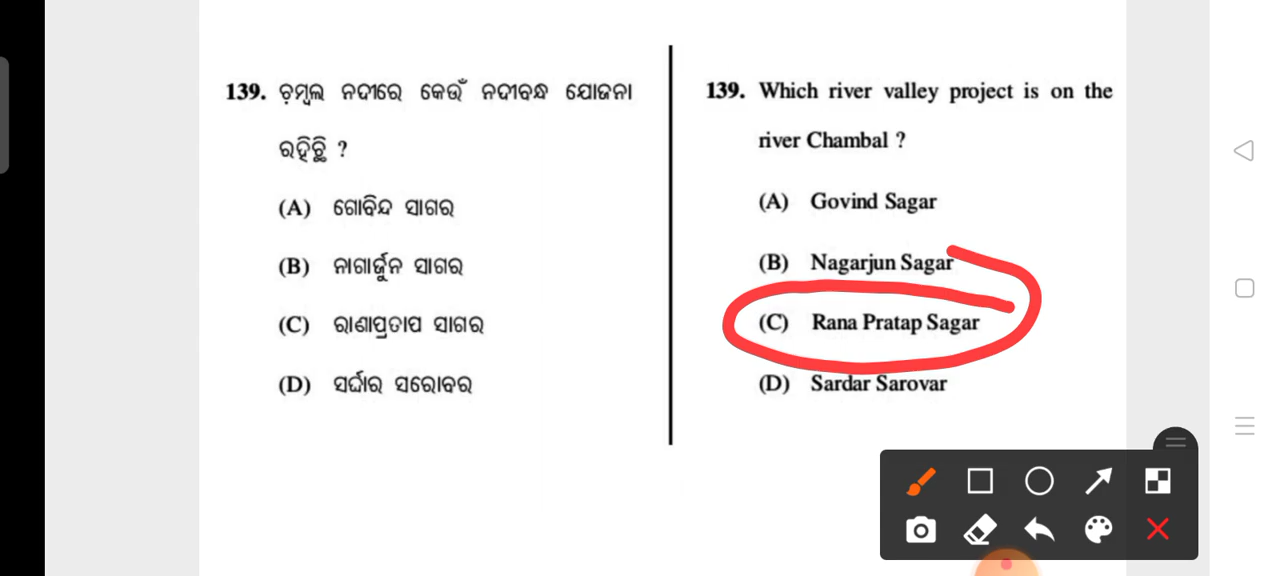 139. ଚମ୍ବଲ ନଦୀରେ କେଉଁ ନଦୀବନ୍ଧ ଯୋଜନା
ରହିଛି ?
(A) ଗୋବିନ୍ଦ ସାଗର
(B) ନାଗାର୍ଜୁନ ସାଗର
(C) ରାଣାପ୍ରତାପ ସାଗର
(D) ସର୍ଦ୍ଦାର ସରୋବର
139. Which river valley project is on the
river Chambal ?
(A) Govind Sagar
(B) Nagarjun Sagar
(C) Rana Pratap Sagar
(D) Sardar Sarovar